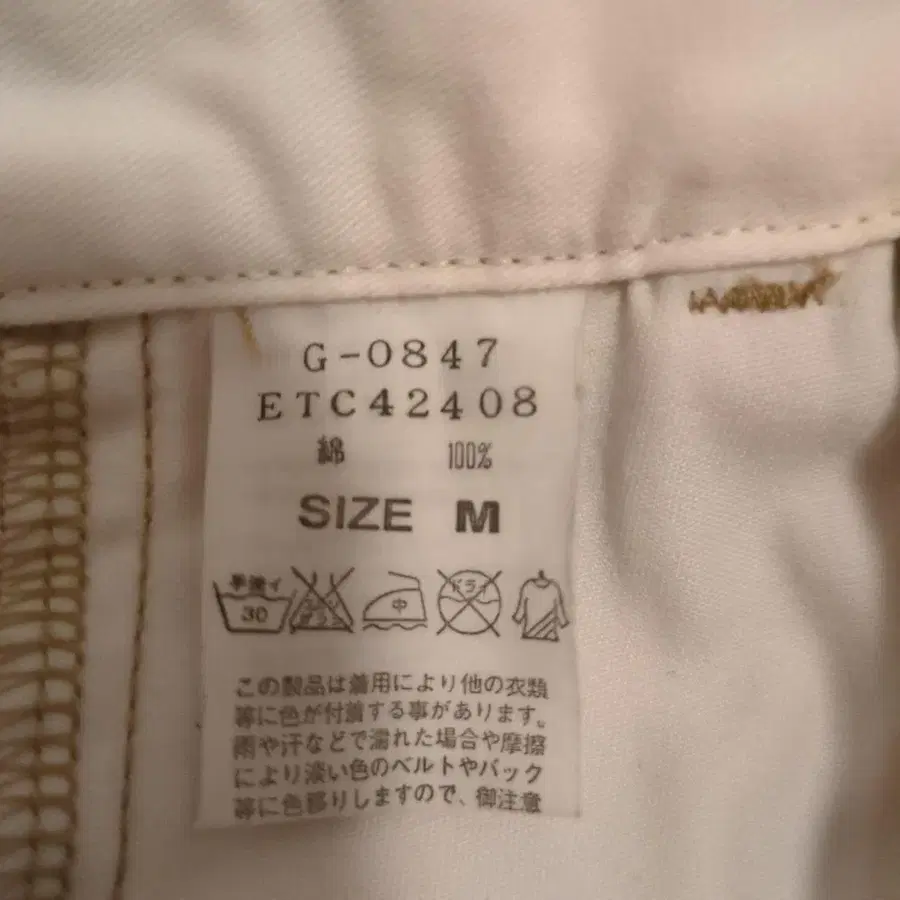 G-0847
ETC42408
綿 100%
SIZE M
手洗イ 中 ドライ
30
この製品は着用により他の衣類
等に色が付着する事があります。
雨や汗などで濡れた場合や摩擦
により淡い色のベルトやバック
等に色移りしますので、御注意